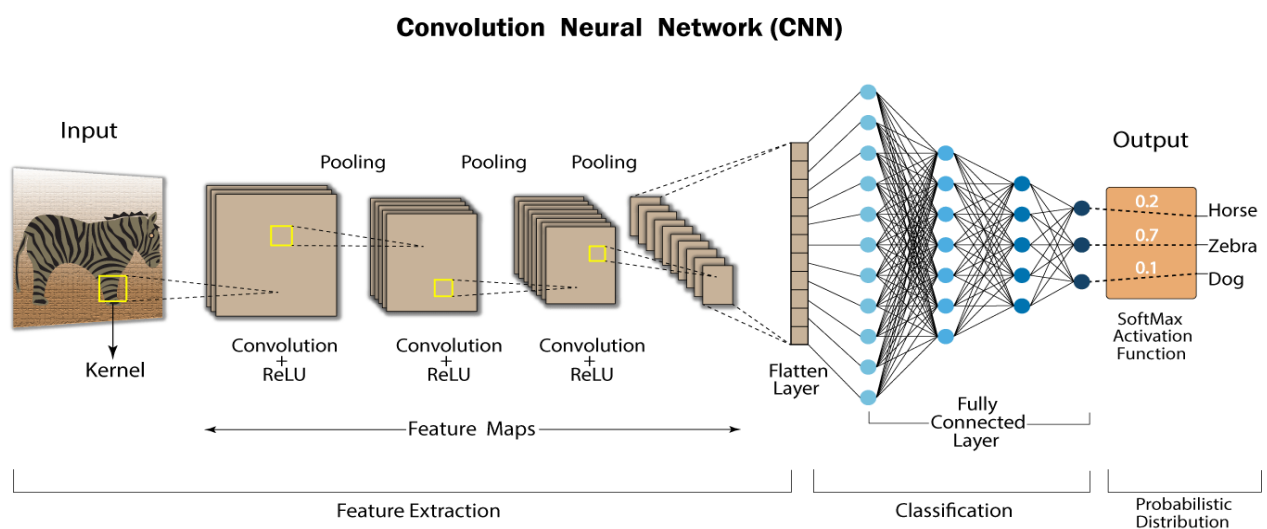 Convolution Neural Network (CNN)
Input
Output
Pooling
Pooling
Pooling
0.2
Horse
0.7
Zebra
0.1
Dog
Kernel
Convolution
+
ReLU
Convolution
+
ReLU
Convolution
+
ReLU
Flatten
Layer
SoftMax
Activation
Function
Feature Maps
Fully
Connected
Layer
Feature Extraction
Classification
Probabilistic
Distribution